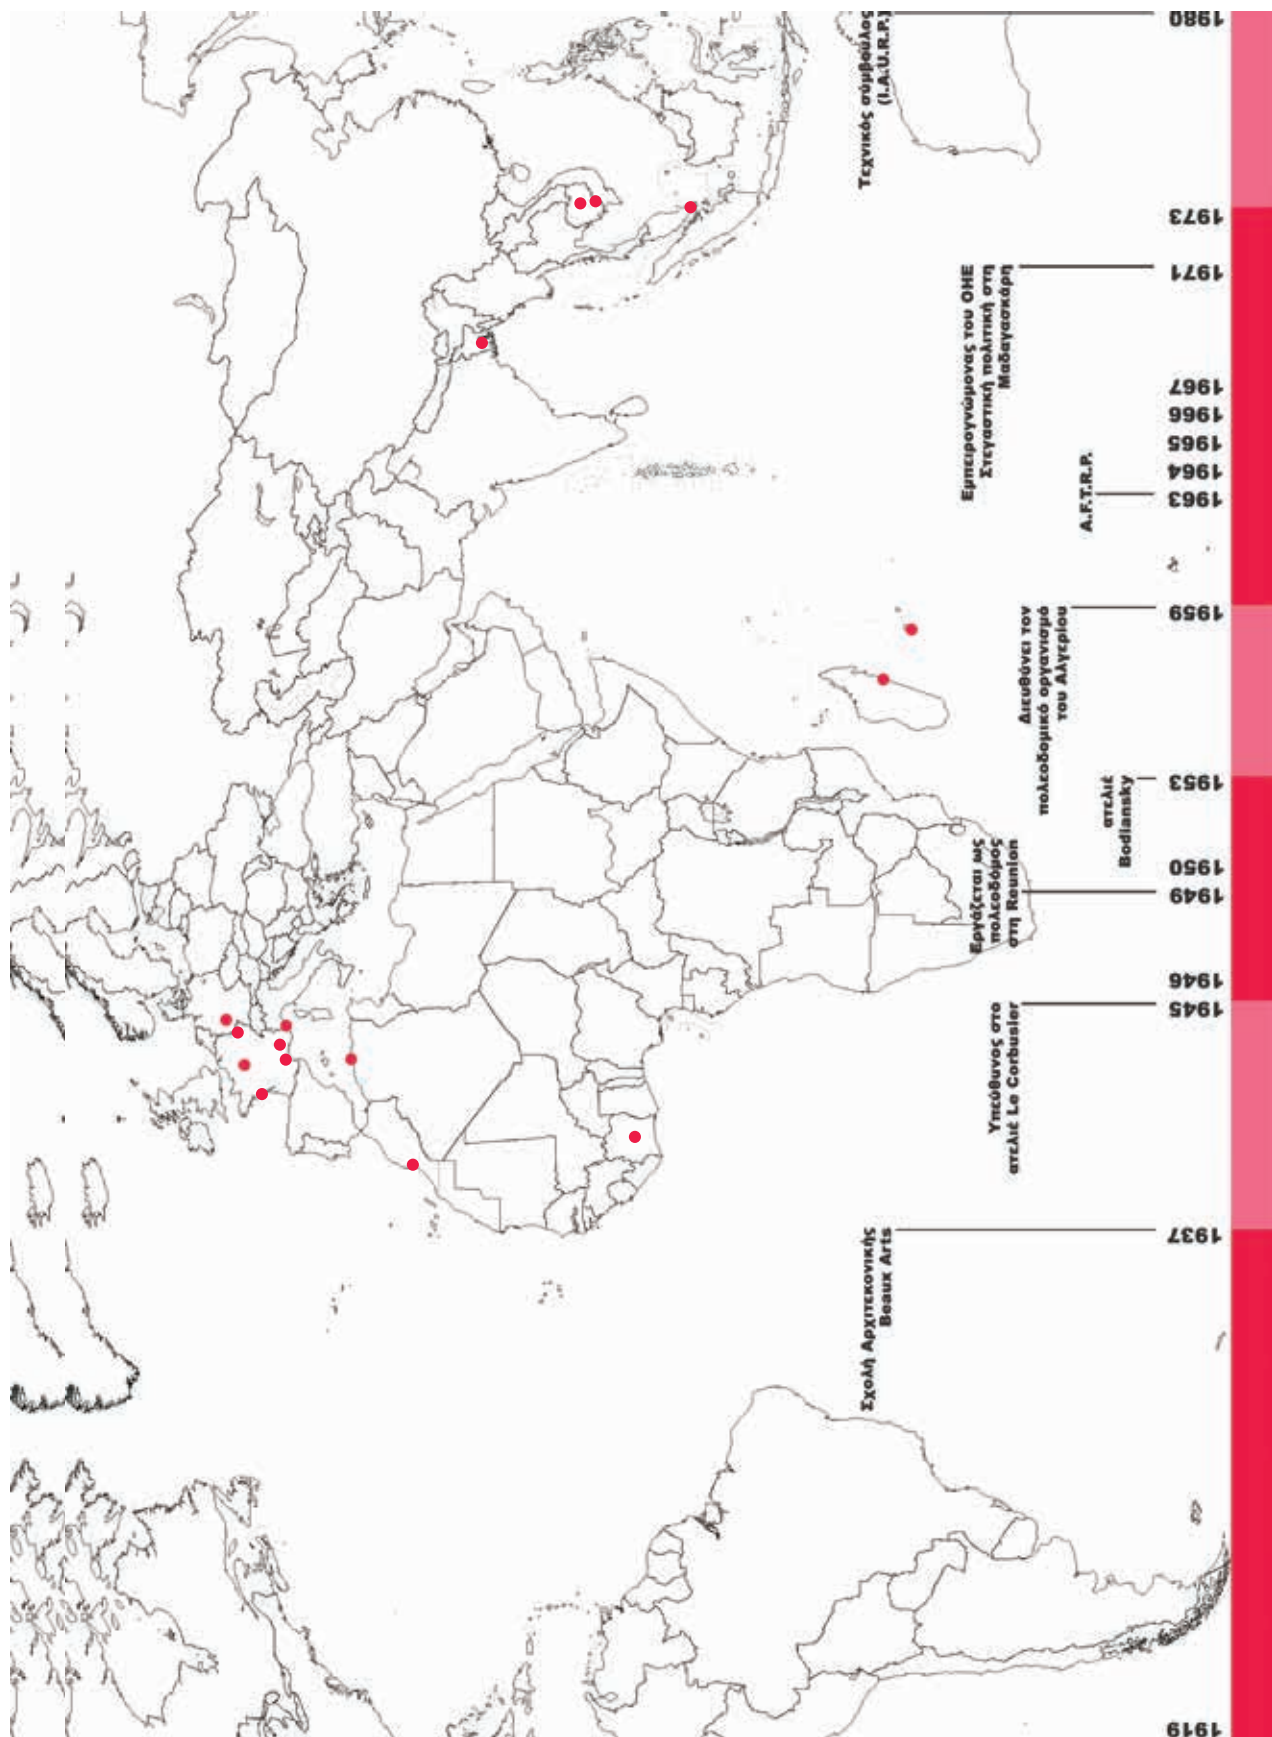 1919
Σχολή Αρχιτεκονικής
Beaux Arts
1937
Υπεύθυνος στο
ατελιέ Le Corbusier
1945
1946
Εργάζεται ως
πολεοδόμος
στη Reunion
1949
1950
ατελιέ
Bodiansky
1953
Διευθύνει τον
πολεοδομικό οργανισμό
του Αλγερίου
1959
A.F.T.R.P.
1963
1964
1965
1966
1967
Εμπειρογνώμονας του ΟΗΕ
Στεγαστική πολιτική στη
Μαδαγασκάρη
1971
1973
Τεχνικός σύμβουλος
(I.A.U.R.P.)
1980